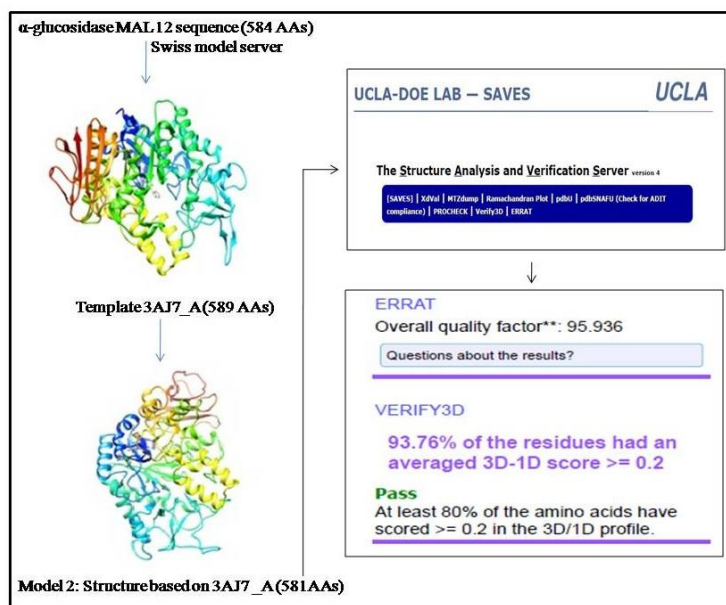 α-glucosidase MAL 12 sequence (584 AAs)
Swiss model server
Template 3AJ7_A (589 AAs)
Model 2: Structure based on 3AJ7_A (581AAs)
UCLA-DOE LAB — SAVES
UCLA
The Structure Analysis and Verification Server version 4
[SAVES] | XdVal | MTZdump | Ramachandran Plot | pdbU | pdbSNAFU (Check for ADIT
compliance) | PROCHECK | Verify3D | ERRAT
ERRAT
Overall quality factor**: 95.936
Questions about the results?
VERIFY3D
93.76% of the residues had an
averaged 3D-1D score >= 0.2
Pass
At least 80% of the amino acids have
scored >= 0.2 in the 3D/1D profile.